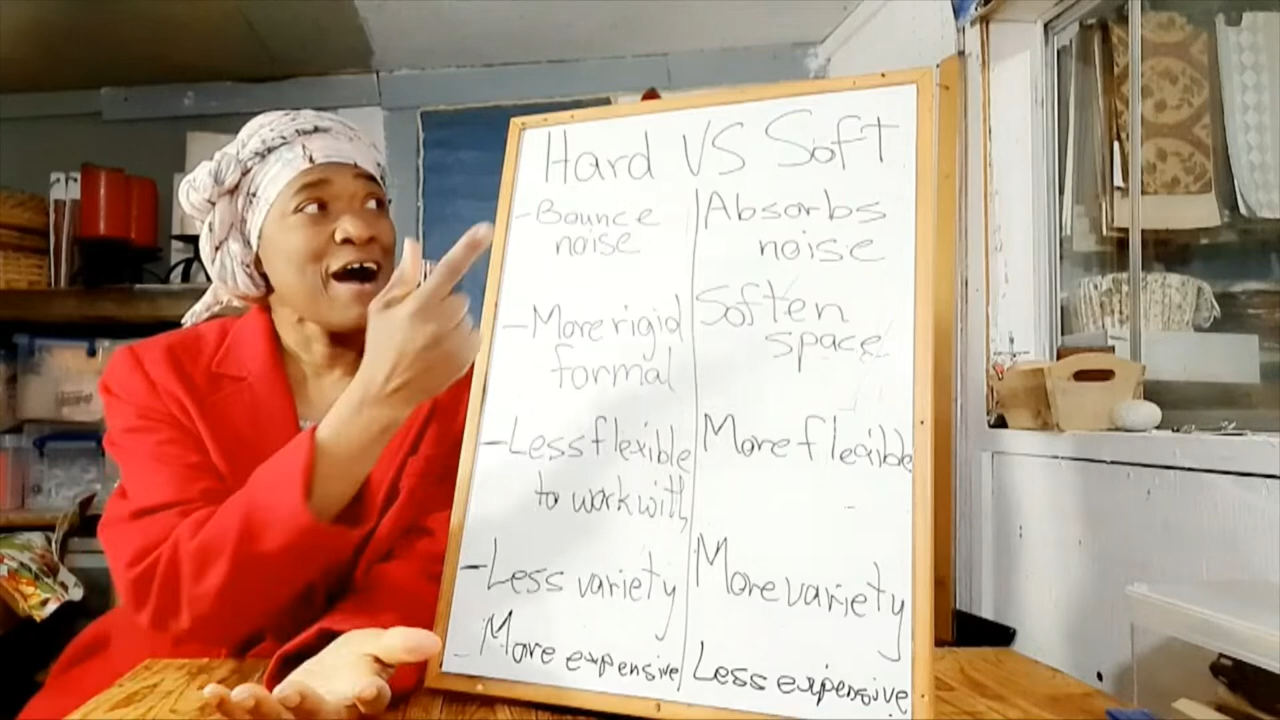 Hard VS Soft
-Bounce
noise
-More rigid
formal
-Less flexible
to work with
-Less variety
-More expensive
Absorbs
noise
Soften
space
More flexible
More variety
Less expensive